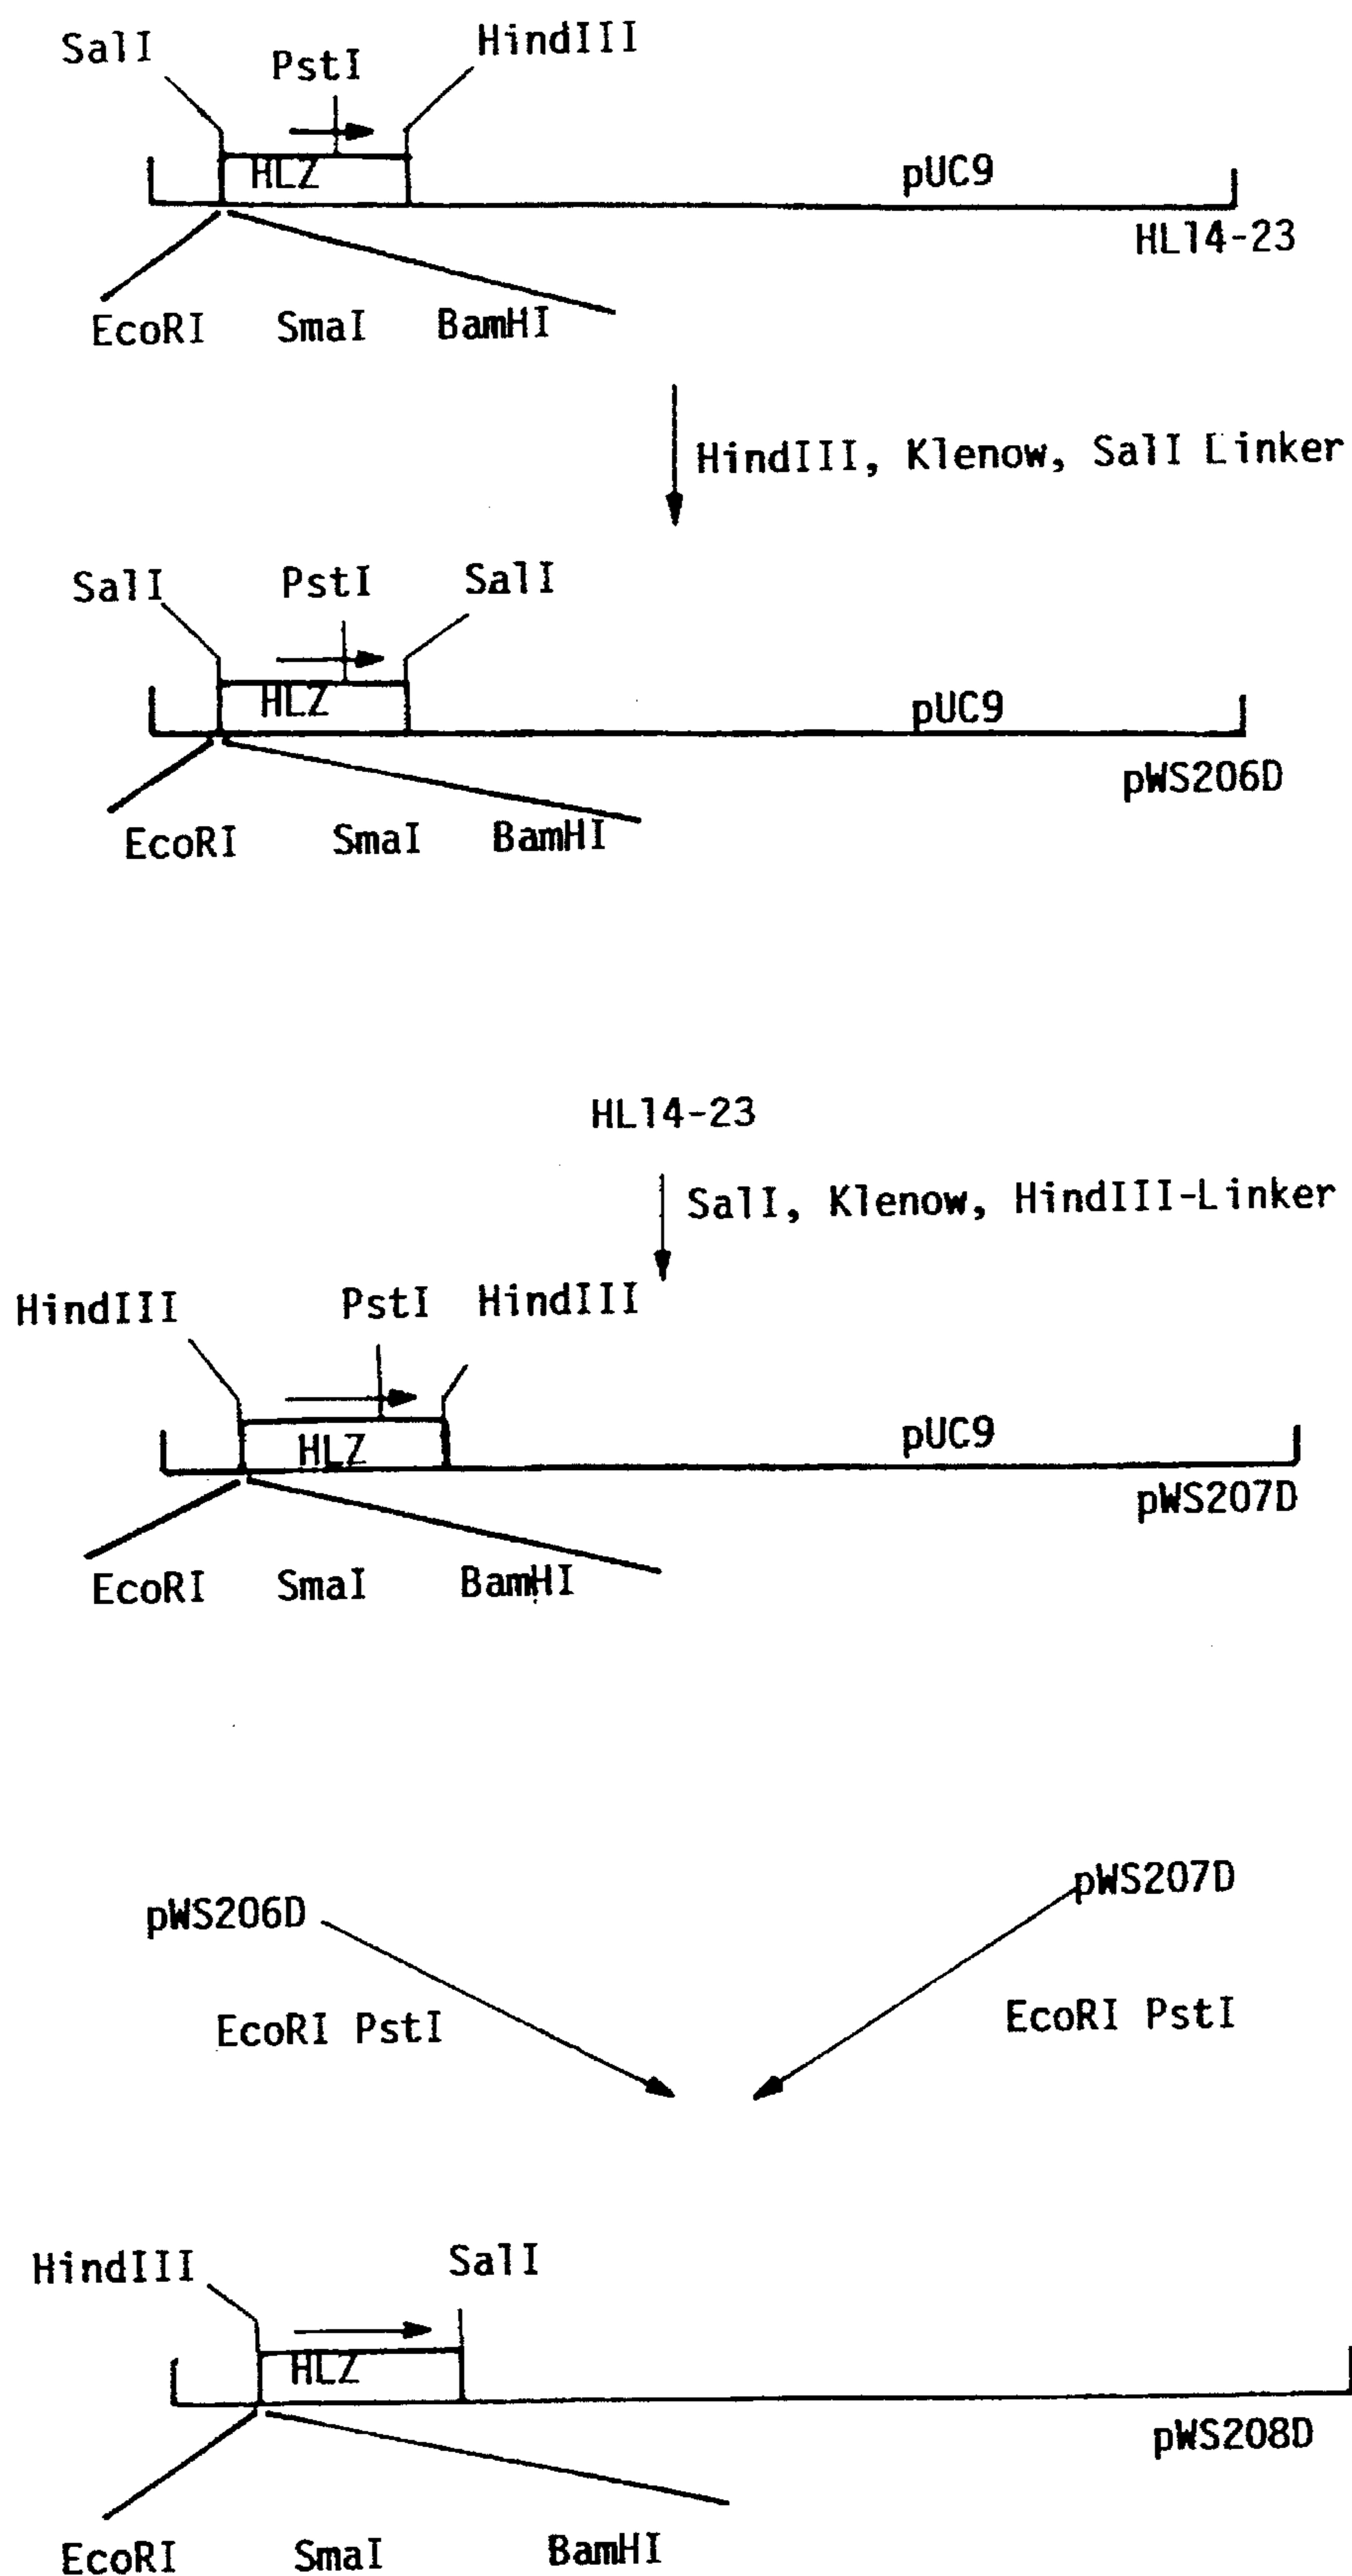 SalI PstI HindIII
HLZ pUC9
HL14-23
EcoRI SmaI BamHI
HindIII, Klenow, SalI Linker
SalI PstI SalI
HLZ pUC9
pWS206D
EcoRI SmaI BamHI
HL14-23
SalI, Klenow, HindIII-Linker
HindIII PstI HindIII
HLZ pUC9
pWS207D
EcoRI SmaI BamHI
pWS206D pWS207D
EcoRI PstI EcoRI PstI
HindIII SalI
HLZ
pWS208D
EcoRI SmaI BamHI